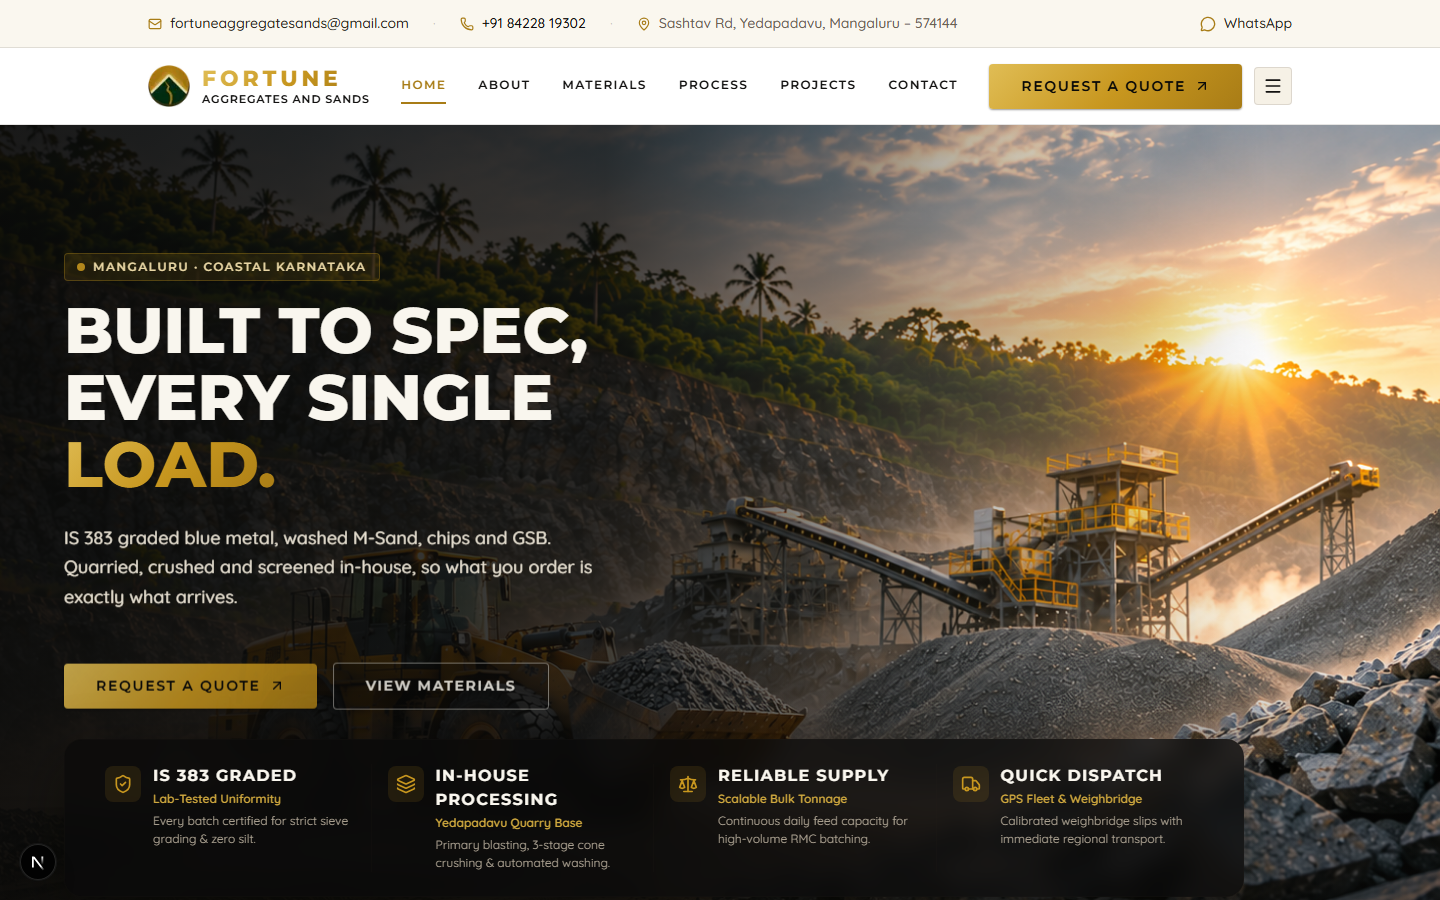 fortuneaggregatesands@gmail.com · +91 84228 19302 · Sashtav Rd, Yedapadavu, Mangaluru – 574144 WhatsApp
FORTUNE
AGGREGATES AND SANDS
HOME ABOUT MATERIALS PROCESS PROJECTS CONTACT REQUEST A QUOTE
MANGALURU · COASTAL KARNATAKA
BUILT TO SPEC,
EVERY SINGLE
LOAD.
IS 383 graded blue metal, washed M-Sand, chips and GSB.
Quarried, crushed and screened in-house, so what you order is
exactly what arrives.
REQUEST A QUOTE VIEW MATERIALS
IS 383 GRADED
Lab-Tested Uniformity
Every batch certified for strict sieve
grading & zero silt.
IN-HOUSE
PROCESSING
Yedapadavu Quarry Base
Primary blasting, 3-stage cone
crushing & automated washing.
RELIABLE SUPPLY
Scalable Bulk Tonnage
Continuous daily feed capacity for
high-volume RMC batching.
QUICK DISPATCH
GPS Fleet & Weighbridge
Calibrated weighbridge slips with
immediate regional transport.
N